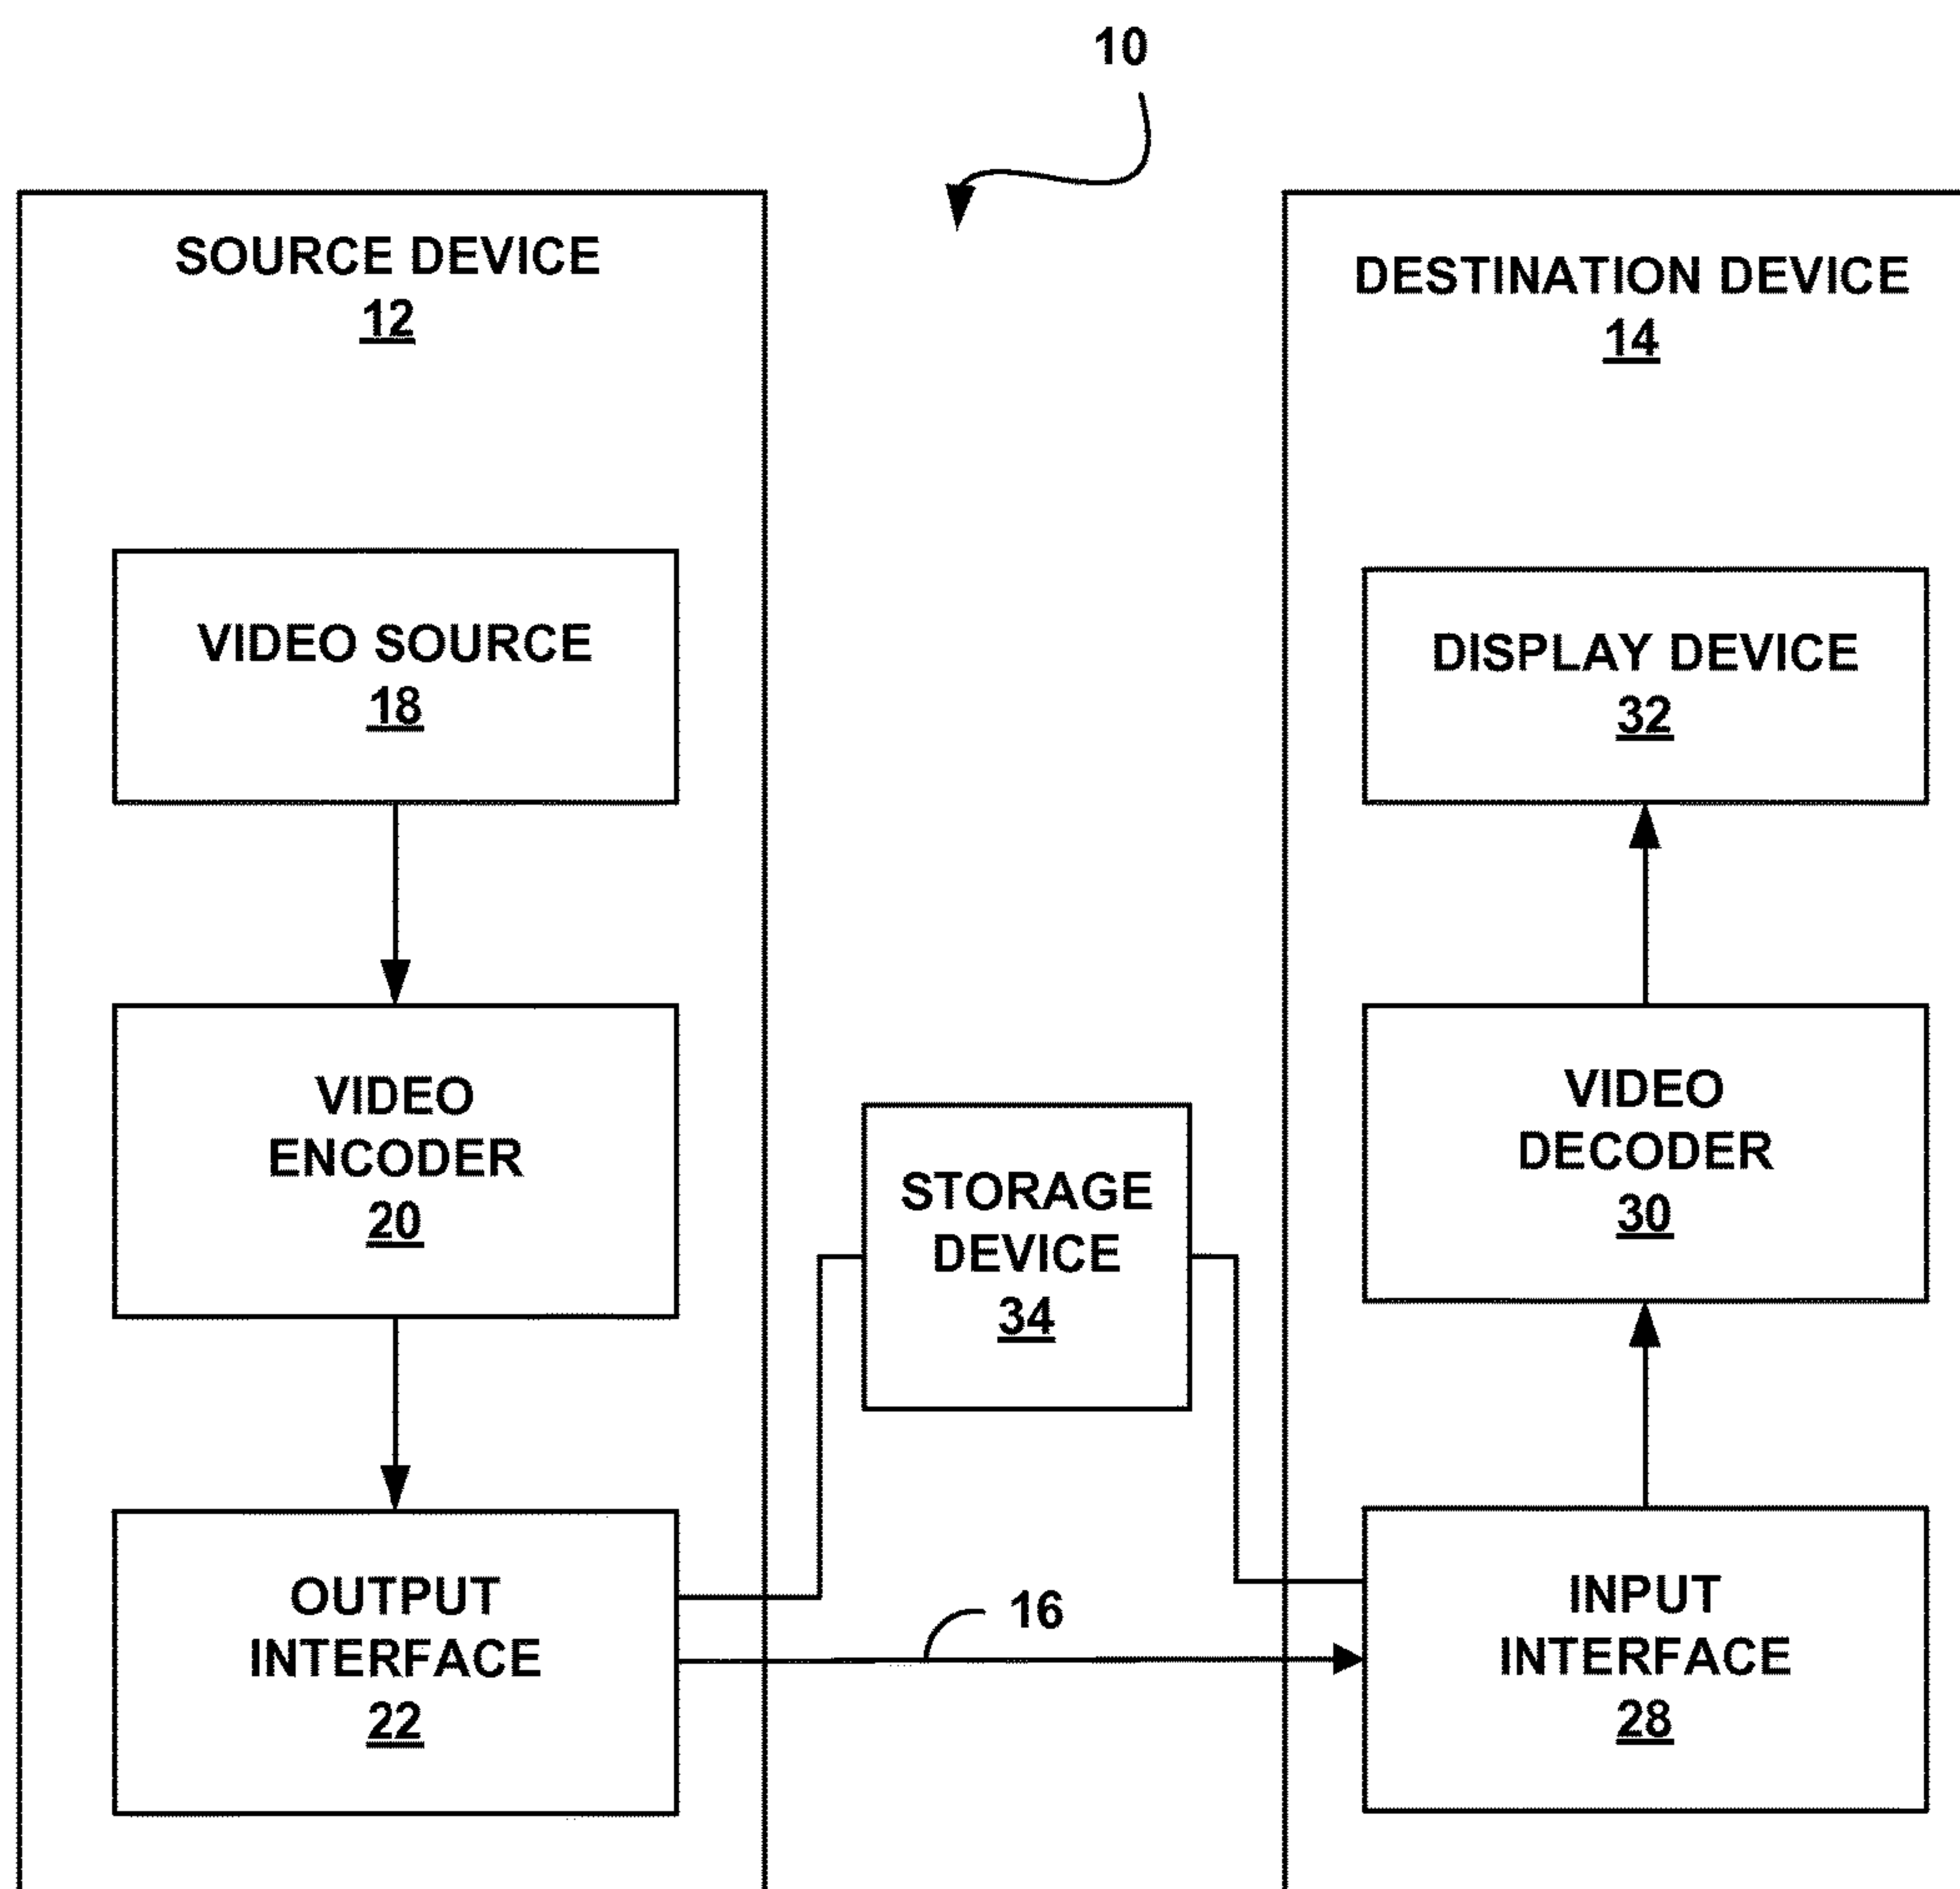 10
SOURCE DEVICE
12
VIDEO SOURCE
18
VIDEO
ENCODER
20
OUTPUT
INTERFACE
22
STORAGE
DEVICE
34
16
DESTINATION DEVICE
14
DISPLAY DEVICE
32
VIDEO
DECODER
30
INPUT
INTERFACE
28